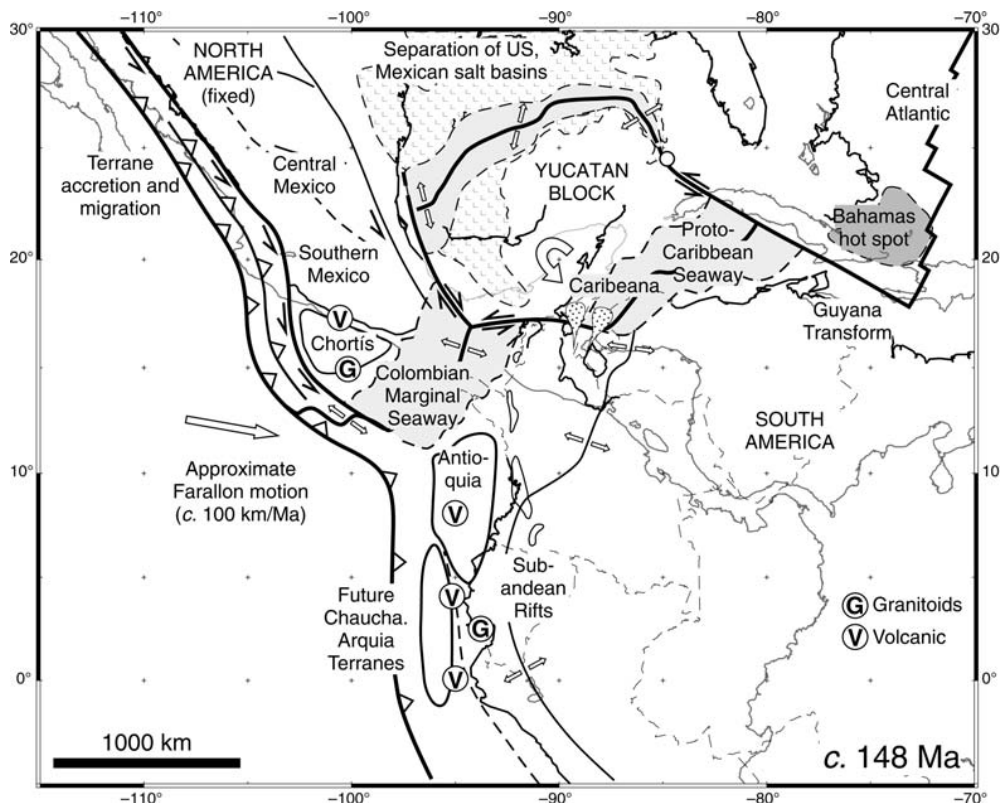 −110° −100° −90° −80° −70°
30° 30°
NORTH
AMERICA
(fixed)
Separation of US,
Mexican salt basins
Central
Atlantic
Terrane
accretion and
migration
Central
Mexico
YUCATAN
BLOCK
Bahamas
'hot spot'
Proto-
Caribbean
Seaway
20° 20°
Southern
Mexico
Caribeana
Guyana
Transform
V
Chortís
G
Colombian
Marginal
Seaway
SOUTH
AMERICA
10° 10°
Approximate
Farallon motion
(c. 100 km/Ma)
Antio-
quia
V
Sub-
andean
Rifts
Future
Chaucha.
Arquia
Terranes
V
G
V
G Granitoids
V Volcanic
0° 0°
1000 km
c. 148 Ma
−110° −100° −90° −80° −70°